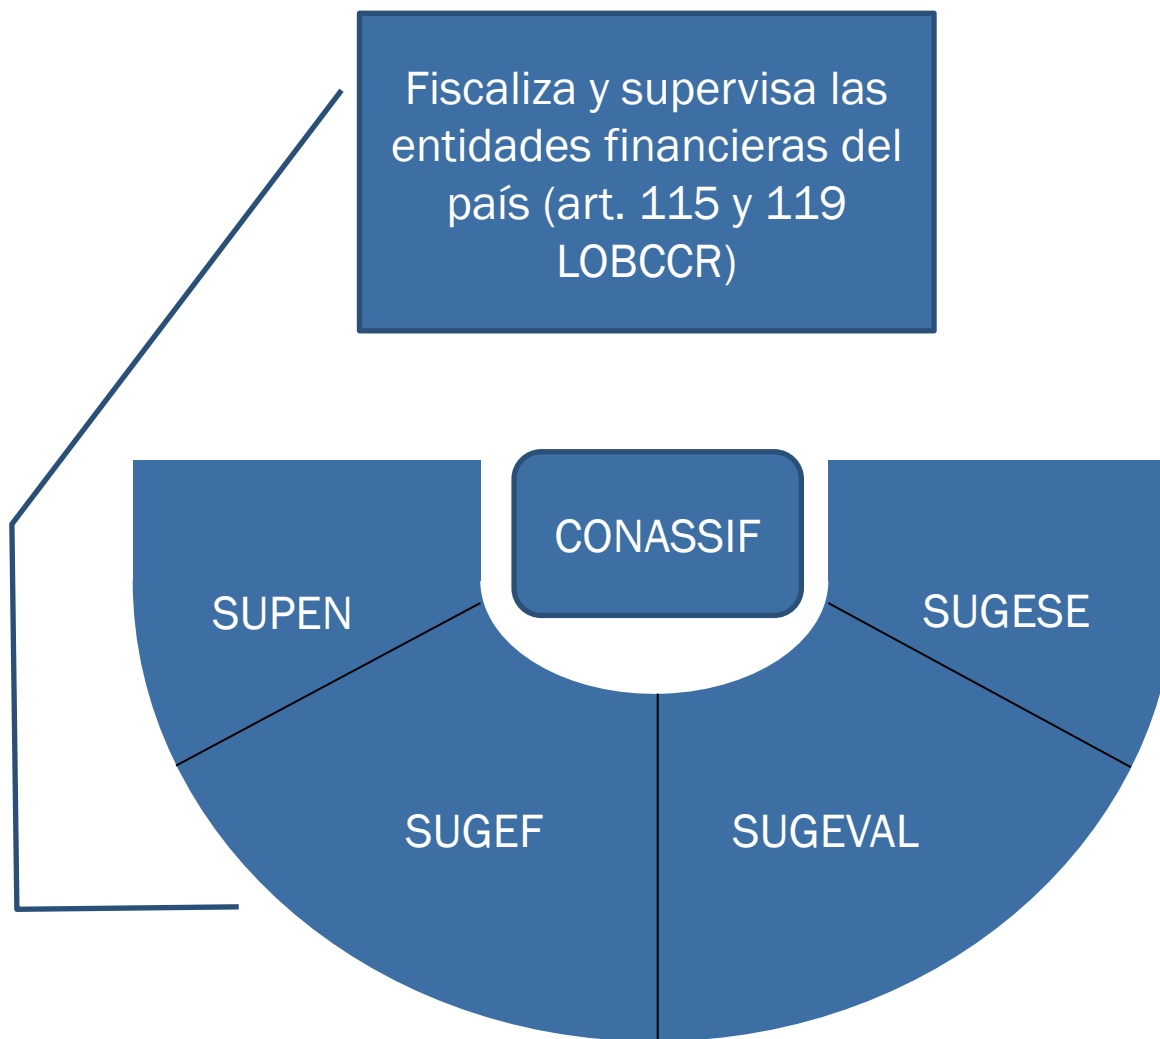 Fiscaliza y supervisa las
entidades financieras del
país (art. 115 y 119
LOBCCR)
CONASSIF
SUPEN
SUGESE
SUGEF
SUGEVAL